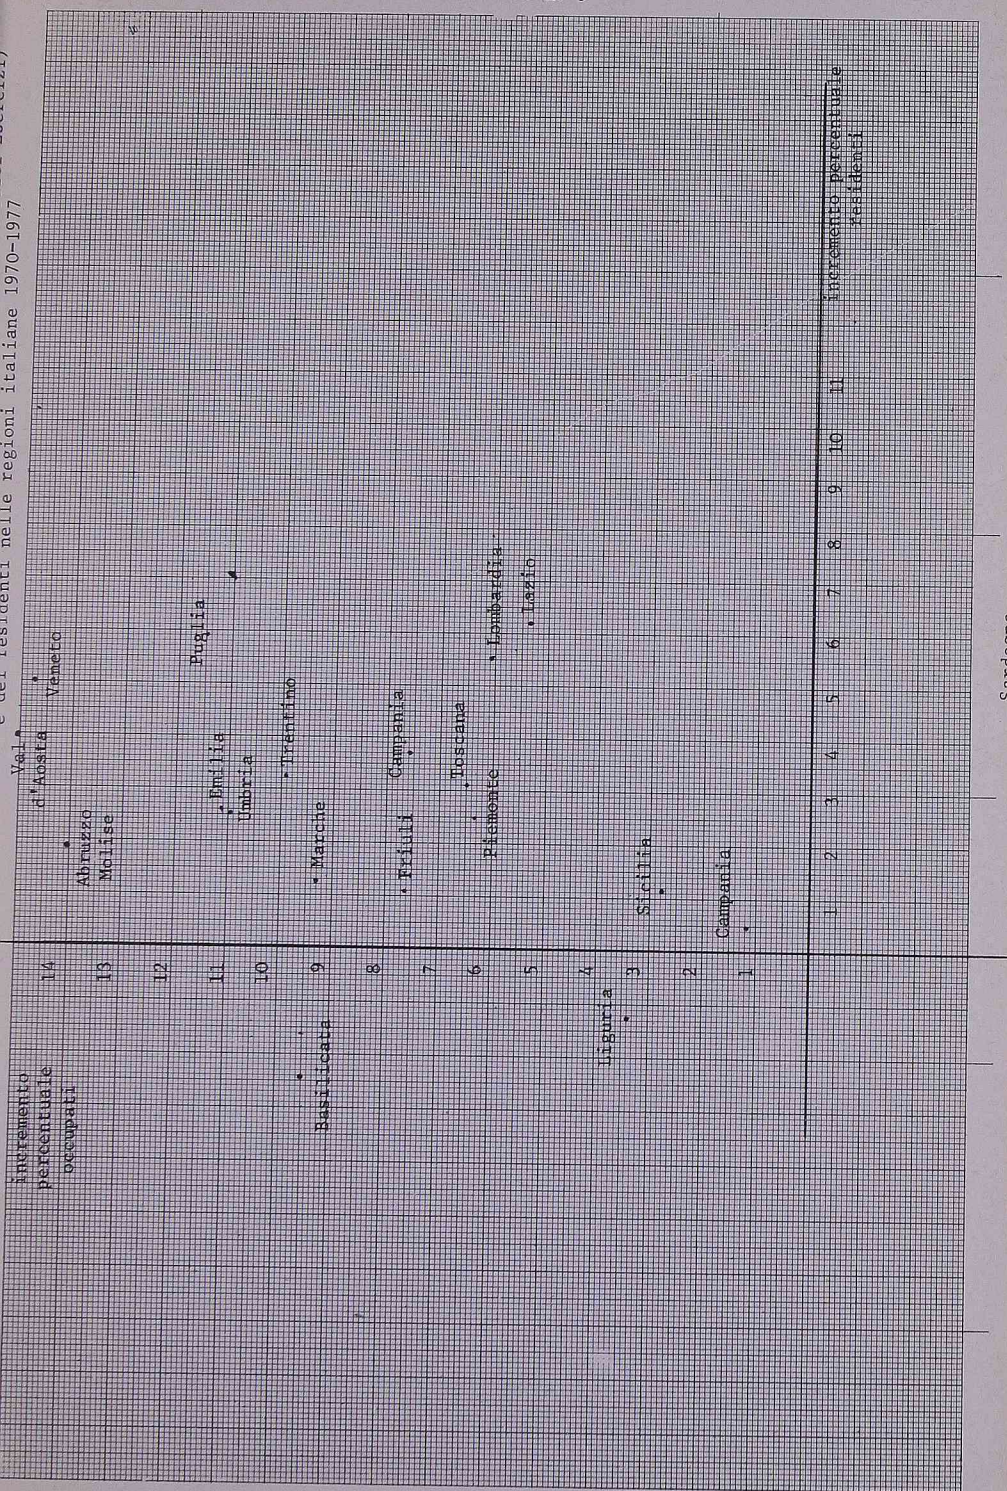 e dei residenti nelle regioni italiane 1970-1977
incremento
percentuale
occupati
Val
d'Aosta
Veneto
14
Abruzzo
Molise
13
12
Puglia
11
Emilia
Umbria
10
Trentino
9
Marche
Basilicata
8
Campania
Friuli
7
Toscana
6
Piemonte
Lombardia
5
Lazio
4
Liguria
3
Sicilia
2
Campania
1
1 2 3 4 5 6 7 8 9 10 11
incremento percentuale
residenti